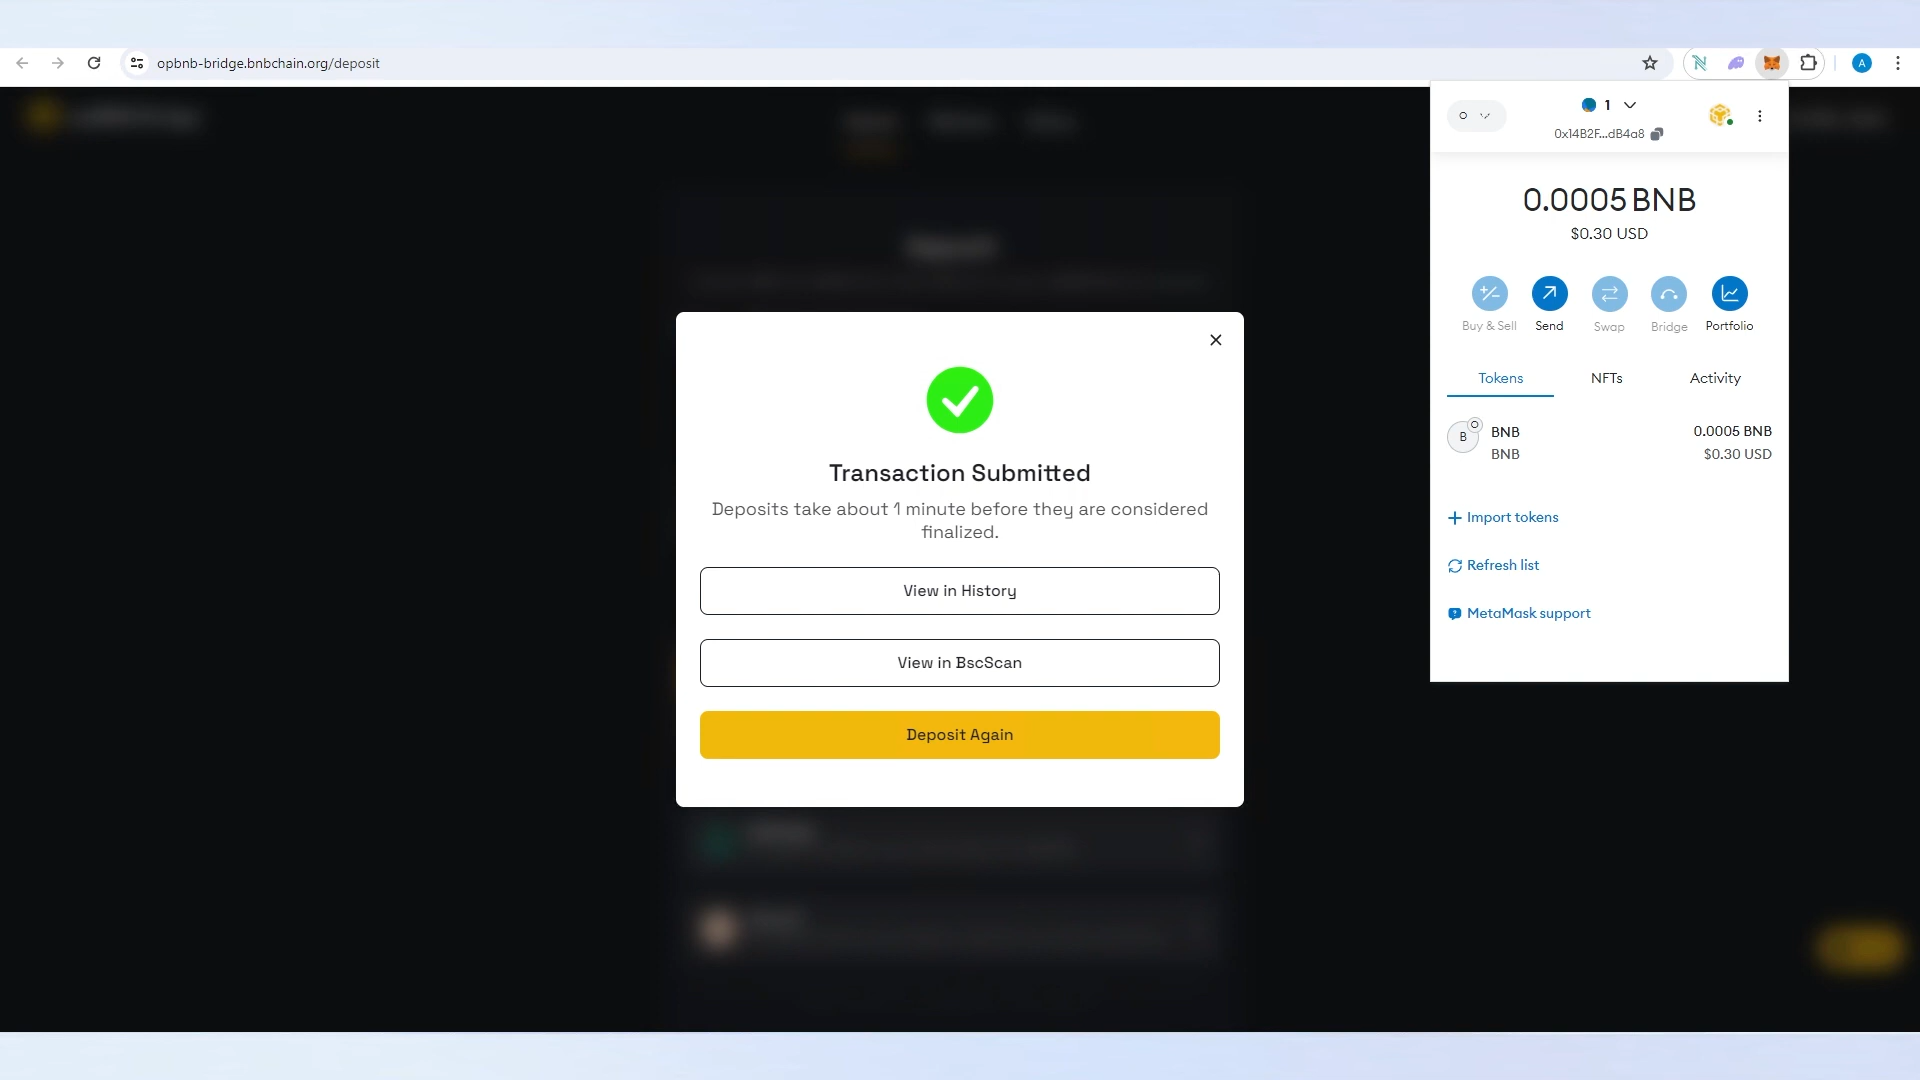 opbnb-bridge.bnbchain.org/deposit
A
O
1
0x14B2F...dB4a8
0.0005 BNB
$0.30 USD
Buy & Sell
Send
Swap
Bridge
Portfolio
Tokens
NFTs
Activity
B
O
BNB
0.0005 BNB
BNB
$0.30 USD
+ Import tokens
Refresh list
MetaMask support
Transaction Submitted
Deposits take about 1 minute before they are considered
finalized.
View in History
View in BscScan
Deposit Again